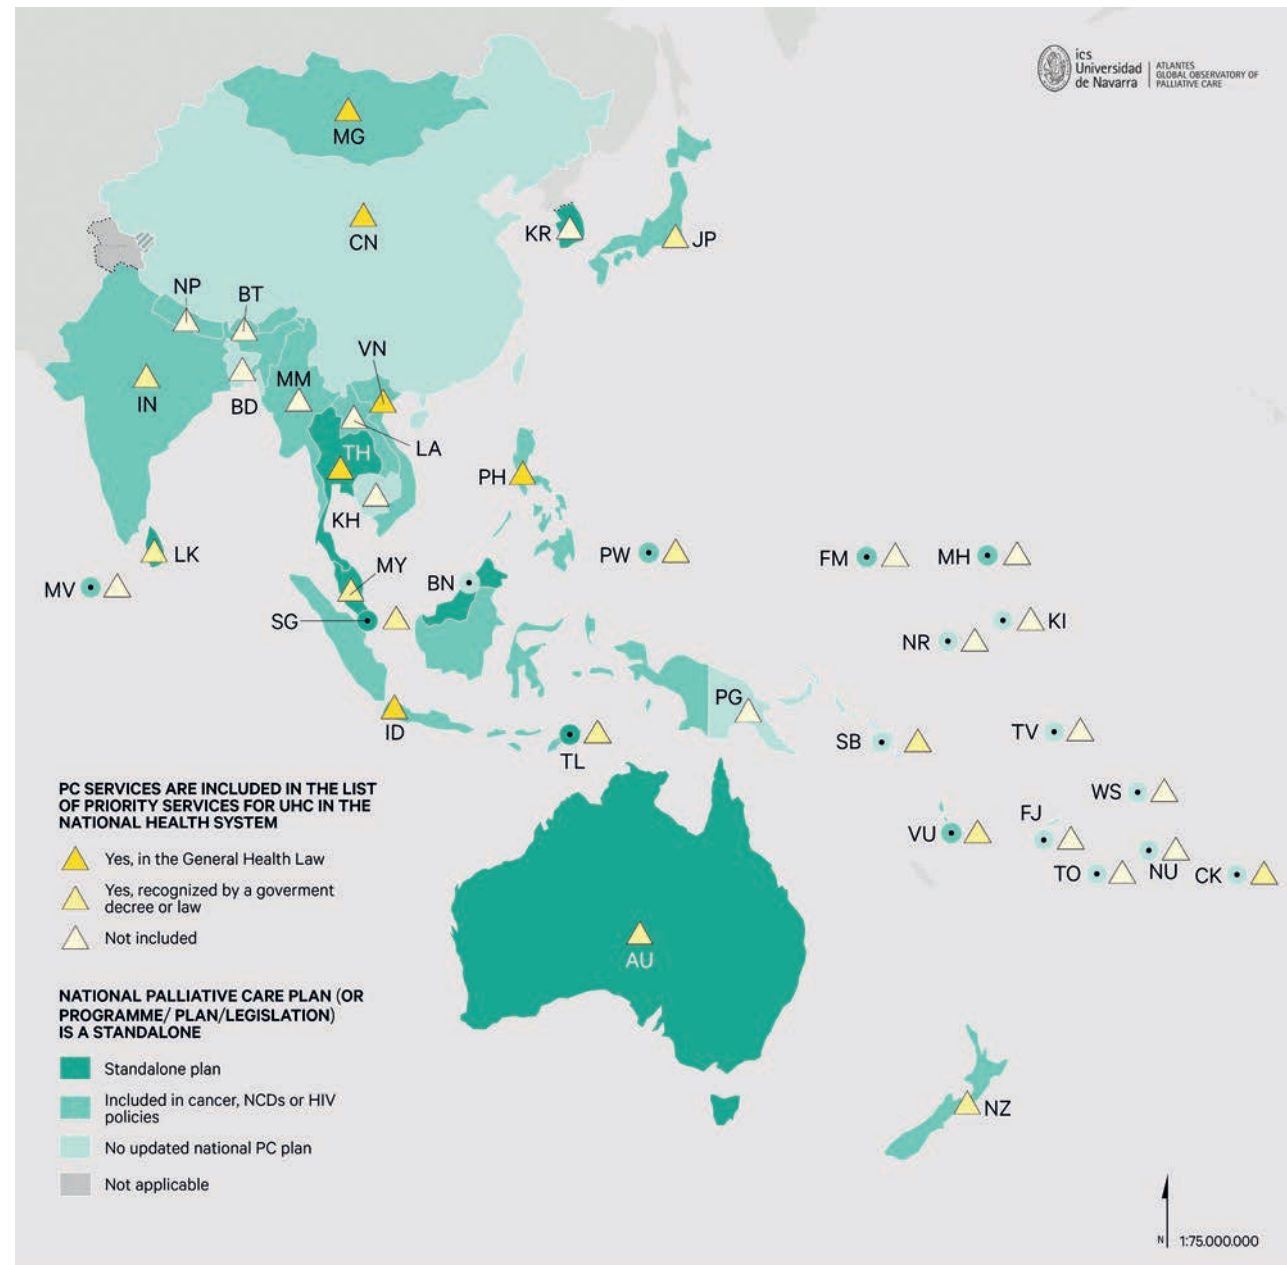 ics
Universidad
de Navarra
ATLANTES
GLOBAL OBSERVATORY OF
PALLIATIVE CARE
MG
CN
KR
JP
NP
BT
VN
IN
BD
MM
LA
TH
PH
KH
LK
MV
MY
BN
SG
PW
FM
MH
KI
NR
PG
ID
TL
SB
TV
WS
FJ
VU
TO
NU
CK
AU
NZ
PC SERVICES ARE INCLUDED IN THE LIST
OF PRIORITY SERVICES FOR UHC IN THE
NATIONAL HEALTH SYSTEM
Yes, in the General Health Law
Yes, recognized by a goverment
decree or law
Not included
NATIONAL PALLIATIVE CARE PLAN (OR
PROGRAMME/ PLAN/LEGISLATION)
IS A STANDALONE
Standalone plan
Included in cancer, NCDs or HIV
policies
No updated national PC plan
Not applicable
N
1:75.000.000